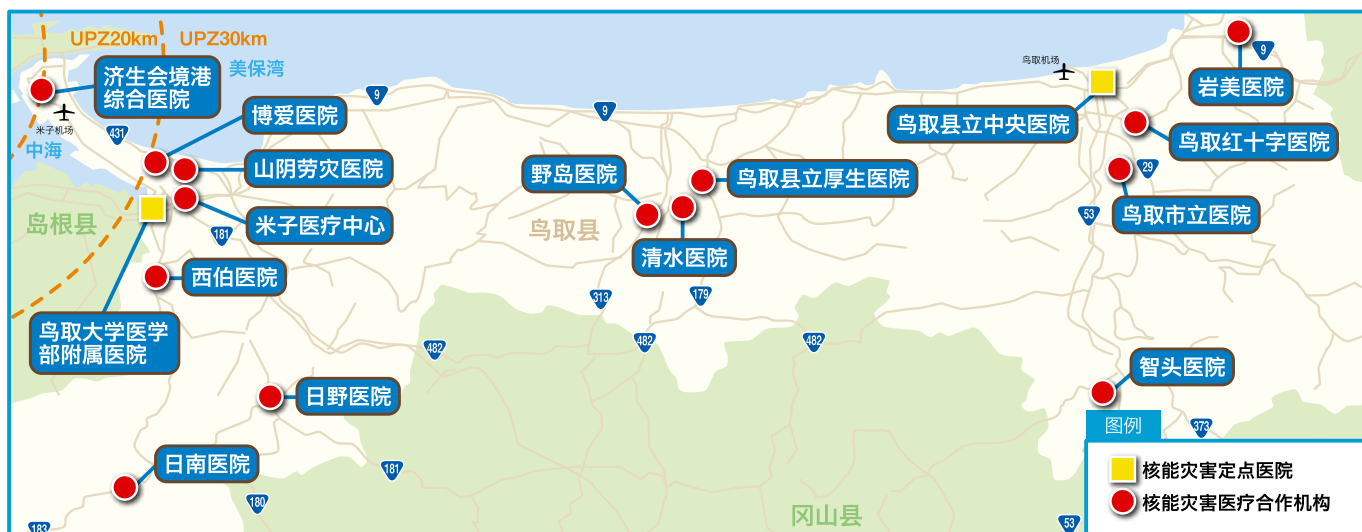 UPZ20km
UPZ30km
美保湾
济生会境港
综合医院
米子机场
中海
431
博爱医院
山阴劳灾医院
米子医疗中心
岛根县
181
西伯医院
鸟取大学医学
部附属医院
日野医院
日南医院
183
180
181
482
9
9
野岛医院
鸟取县立厚生医院
清水医院
鸟取县
313
179
482
482
冈山县
鸟取机场
鸟取县立中央医院
9
岩美医院
鸟取红十字医院
29
53
鸟取市立医院
智头医院
373
53
图例
核能灾害定点医院
核能灾害医疗合作机构